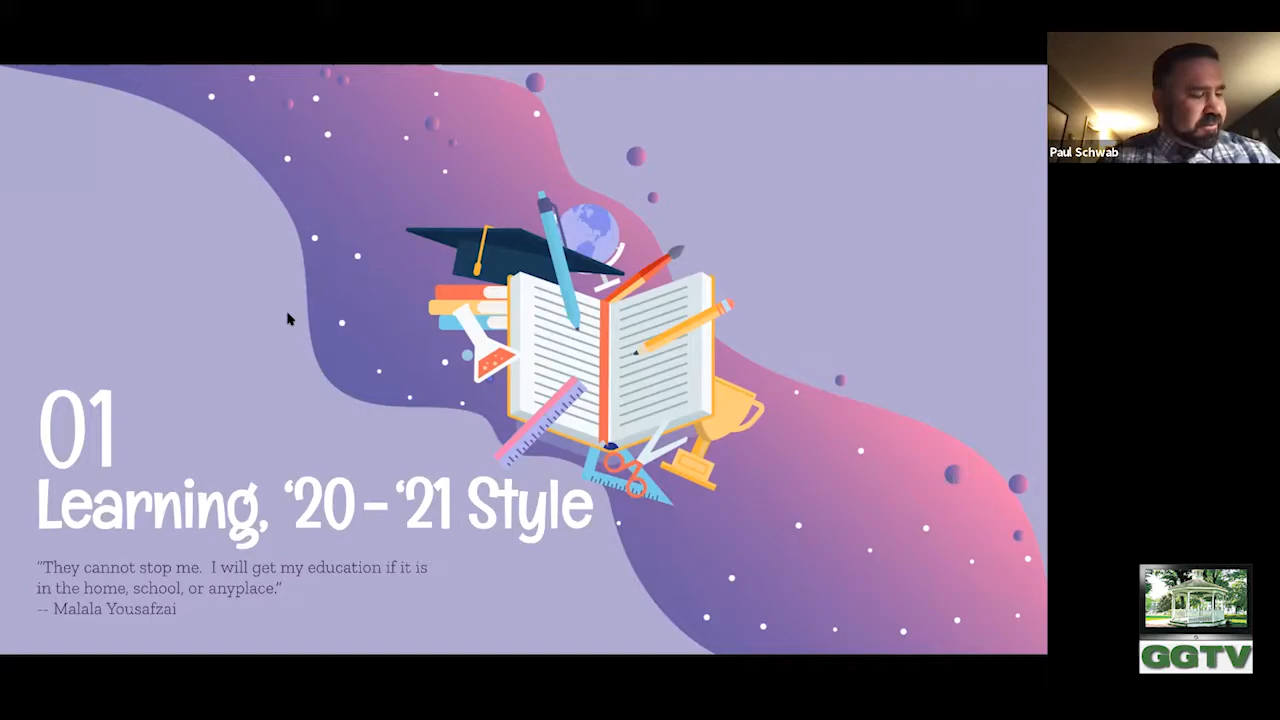 01
Learning, ‘20 – ‘21 Style
“They cannot stop me.  I will get my education if it is
in the home, school, or anyplace.”
-- Malala Yousafzai
Paul Schwab
GGTV